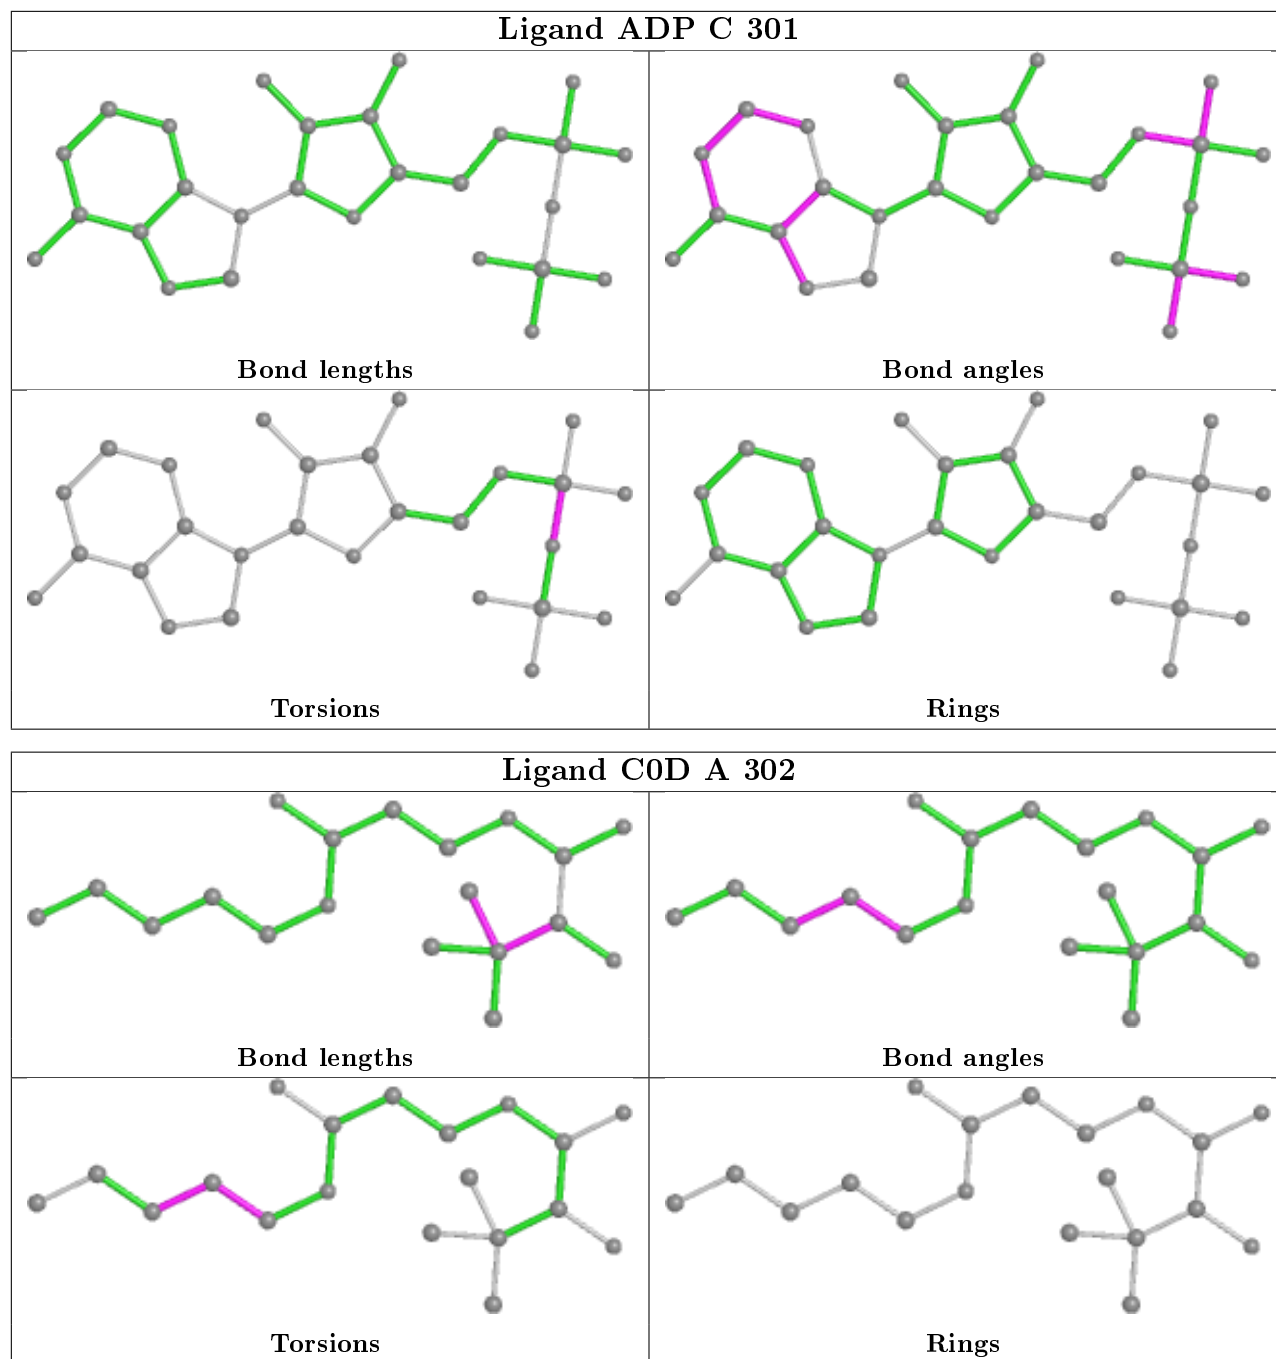 Ligand ADP C 301
Bond lengths
Bond angles
Torsions
Rings
Ligand C0D A 302
Bond lengths
Bond angles
Torsions
Rings